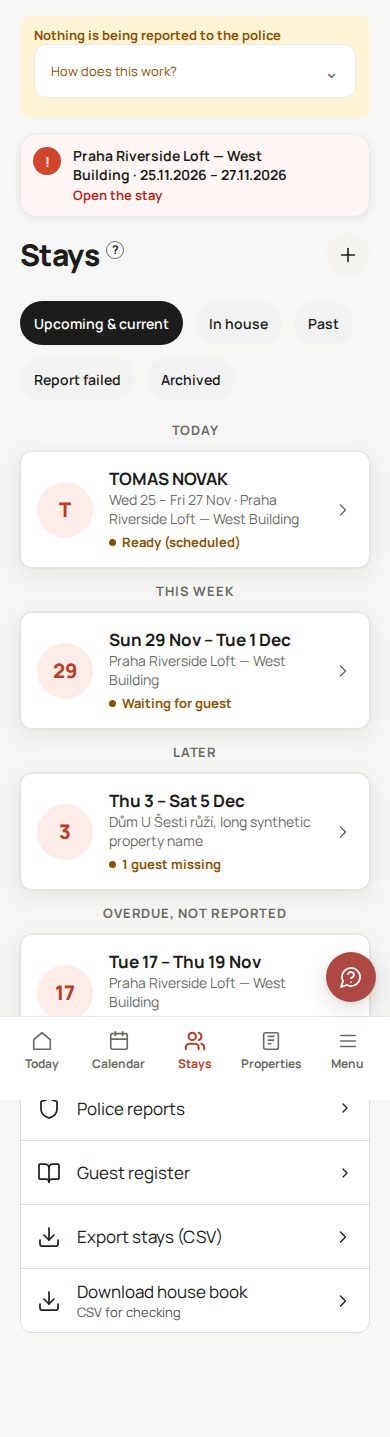 Nothing is being reported to the police
How does this work?
!
Praha Riverside Loft — West
Building · 25.11.2026 – 27.11.2026
Open the stay
Stays ?
Upcoming & current
In house
Past
Report failed
Archived
TODAY
T
TOMAS NOVAK
Wed 25 – Fri 27 Nov · Praha
Riverside Loft — West Building
Ready (scheduled)
THIS WEEK
29
Sun 29 Nov – Tue 1 Dec
Praha Riverside Loft — West
Building
Waiting for guest
LATER
3
Thu 3 – Sat 5 Dec
Dům U Šesti růží, long synthetic
property name
1 guest missing
OVERDUE, NOT REPORTED
17
Tue 17 – Thu 19 Nov
Praha Riverside Loft — West
Building
Today
Calendar
Stays
Properties
Menu
Police reports
Guest register
Export stays (CSV)
Download house book
CSV for checking